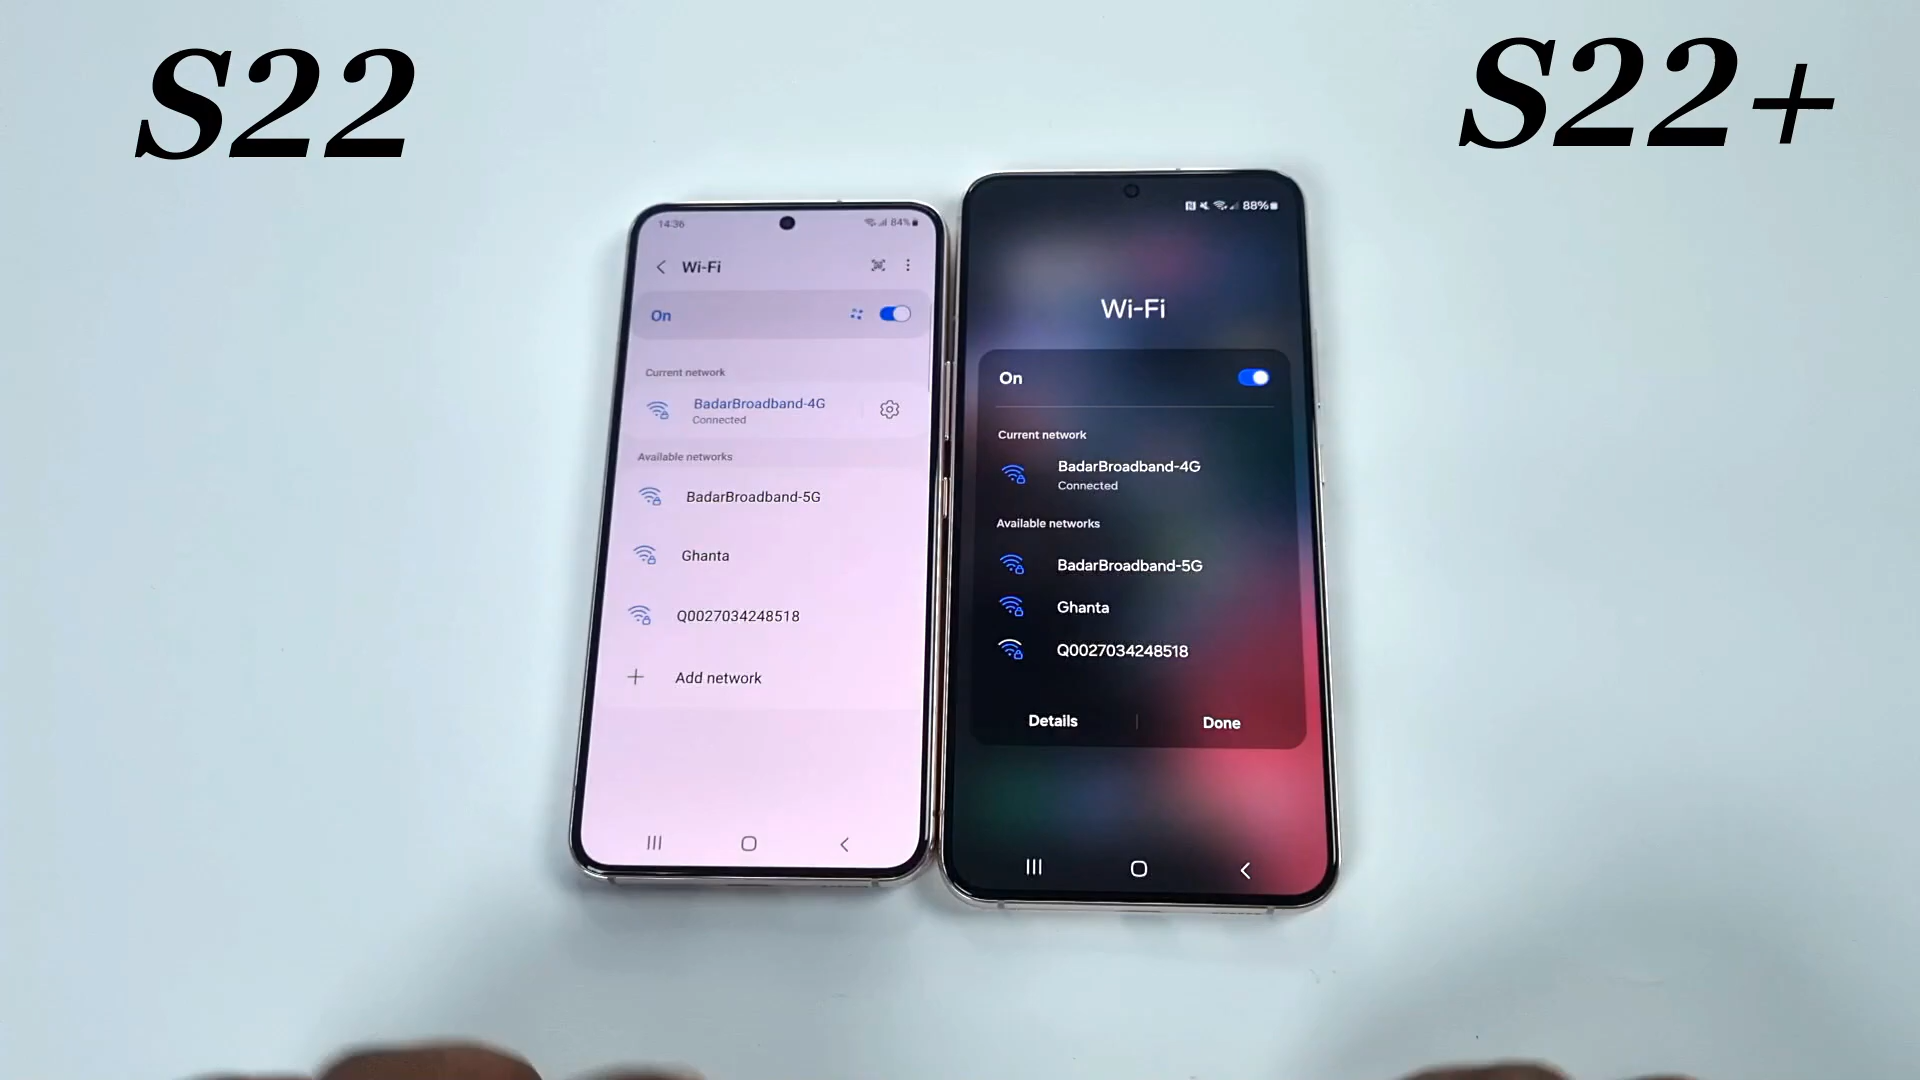 S22
S22+
14:36
84%
Wi-Fi
On
Current network
BadarBroadband-4G
Connected
Available networks
BadarBroadband-5G
Ghanta
Q0027034248518
Add network
88%
Wi-Fi
On
Current network
BadarBroadband-4G
Connected
Available networks
BadarBroadband-5G
Ghanta
Q0027034248518
Details
Done